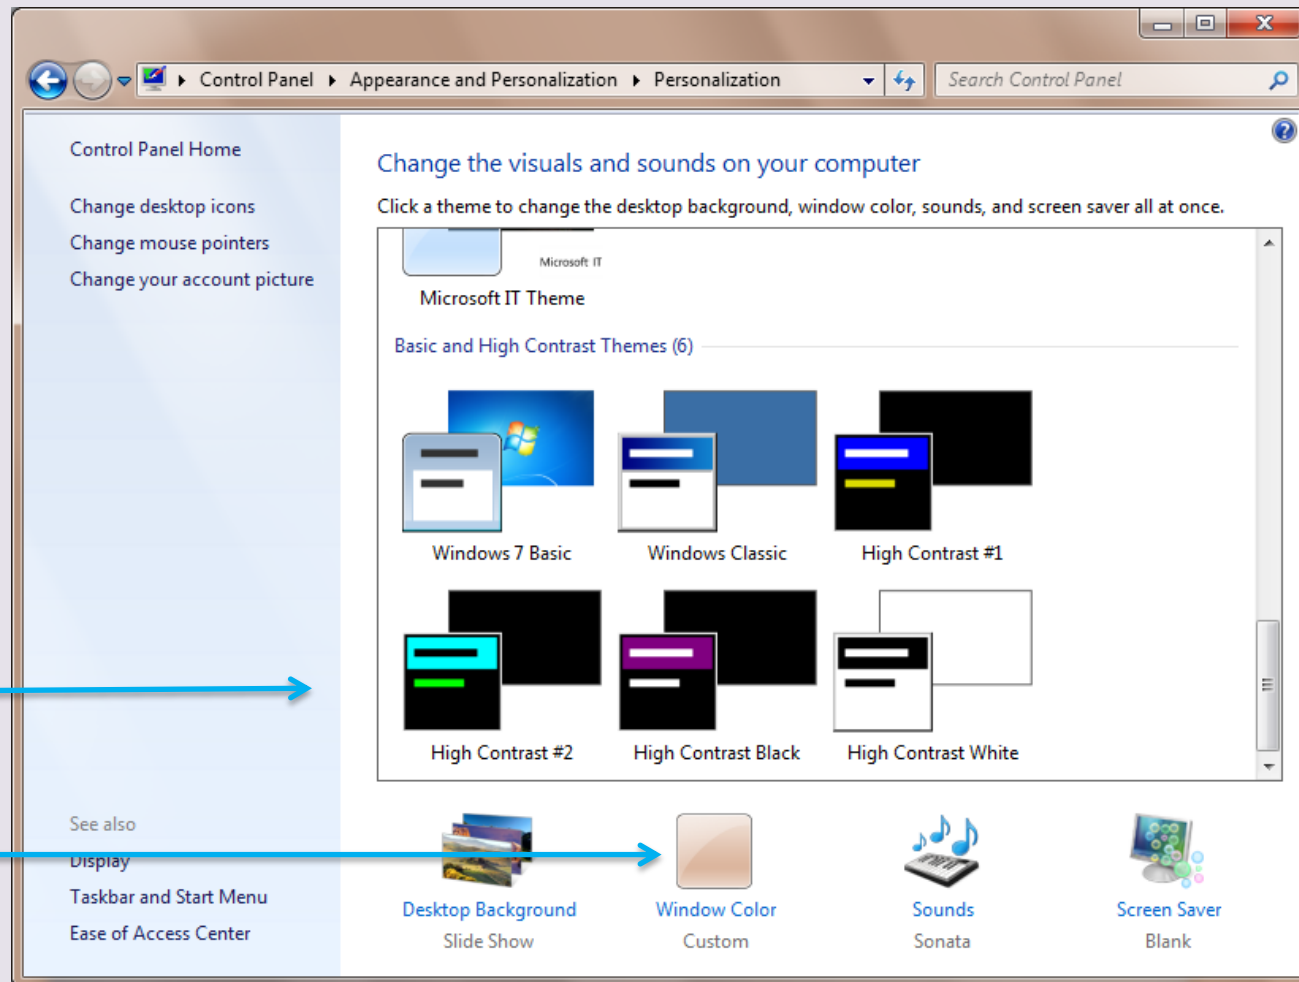 Control Panel ▸ Appearance and Personalization ▸ Personalization
Search Control Panel
Control Panel Home
Change desktop icons
Change mouse pointers
Change your account picture
Change the visuals and sounds on your computer
Click a theme to change the desktop background, window color, sounds, and screen saver all at once.
Microsoft IT
Microsoft IT Theme
Basic and High Contrast Themes (6)
Windows 7 Basic
Windows Classic
High Contrast #1
High Contrast #2
High Contrast Black
High Contrast White
See also
Display
Taskbar and Start Menu
Ease of Access Center
Desktop Background
Slide Show
Window Color
Custom
Sounds
Sonata
Screen Saver
Blank